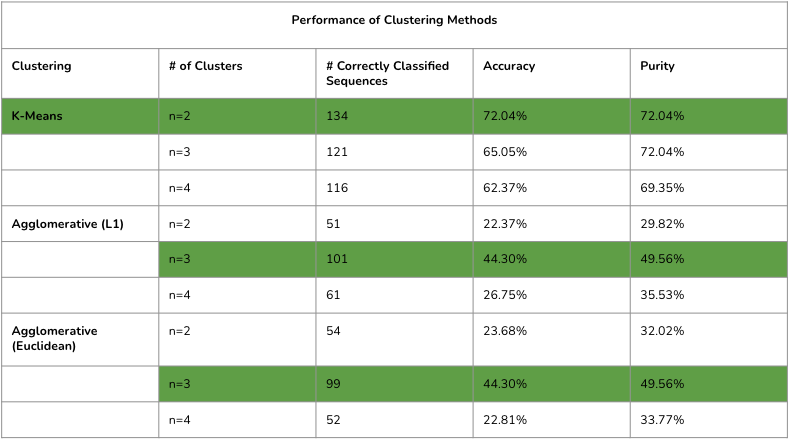 Performance of Clustering Methods
Clustering # of Clusters # Correctly Classified Sequences Accuracy Purity
K-Means n=2 134 72.04% 72.04%
n=3 121 65.05% 72.04%
n=4 116 62.37% 69.35%
Agglomerative (L1) n=2 51 22.37% 29.82%
n=3 101 44.30% 49.56%
n=4 61 26.75% 35.53%
Agglomerative (Euclidean) n=2 54 23.68% 32.02%
n=3 99 44.30% 49.56%
n=4 52 22.81% 33.77%